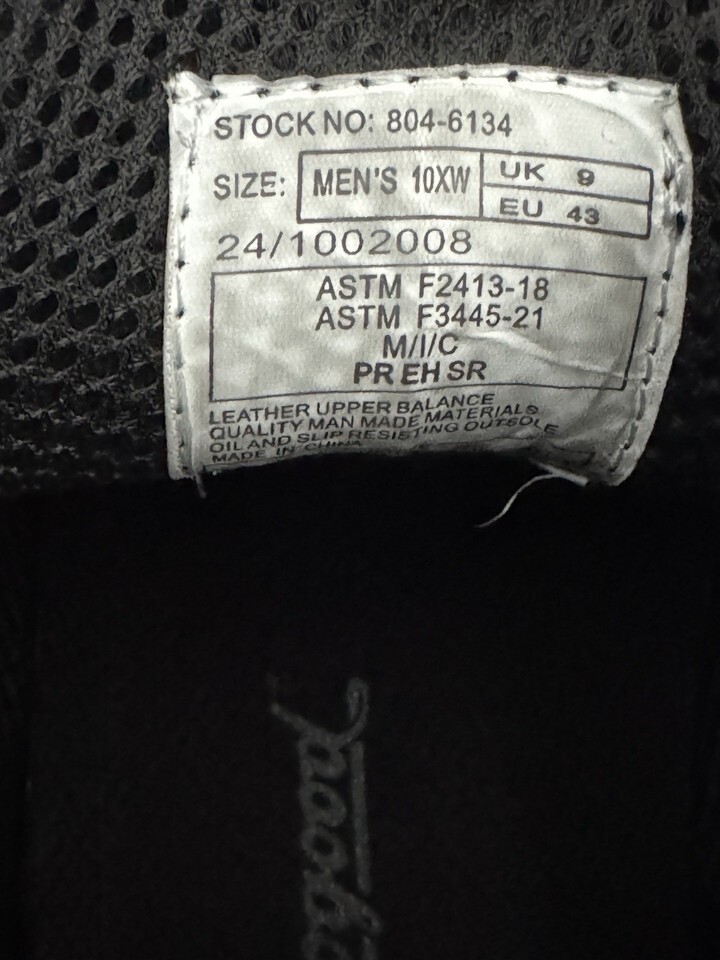 STOCK NO: 804-6134
SIZE: MEN'S 10XW UK 9
EU 43
24/1002008
ASTM F2413-18
ASTM F3445-21
M/I/C
PR EH SR
LEATHER UPPER BALANCE
QUALITY MAN MADE MATERIALS
OIL AND SLIP RESISTING OUTSOLE
MADE IN CHINA